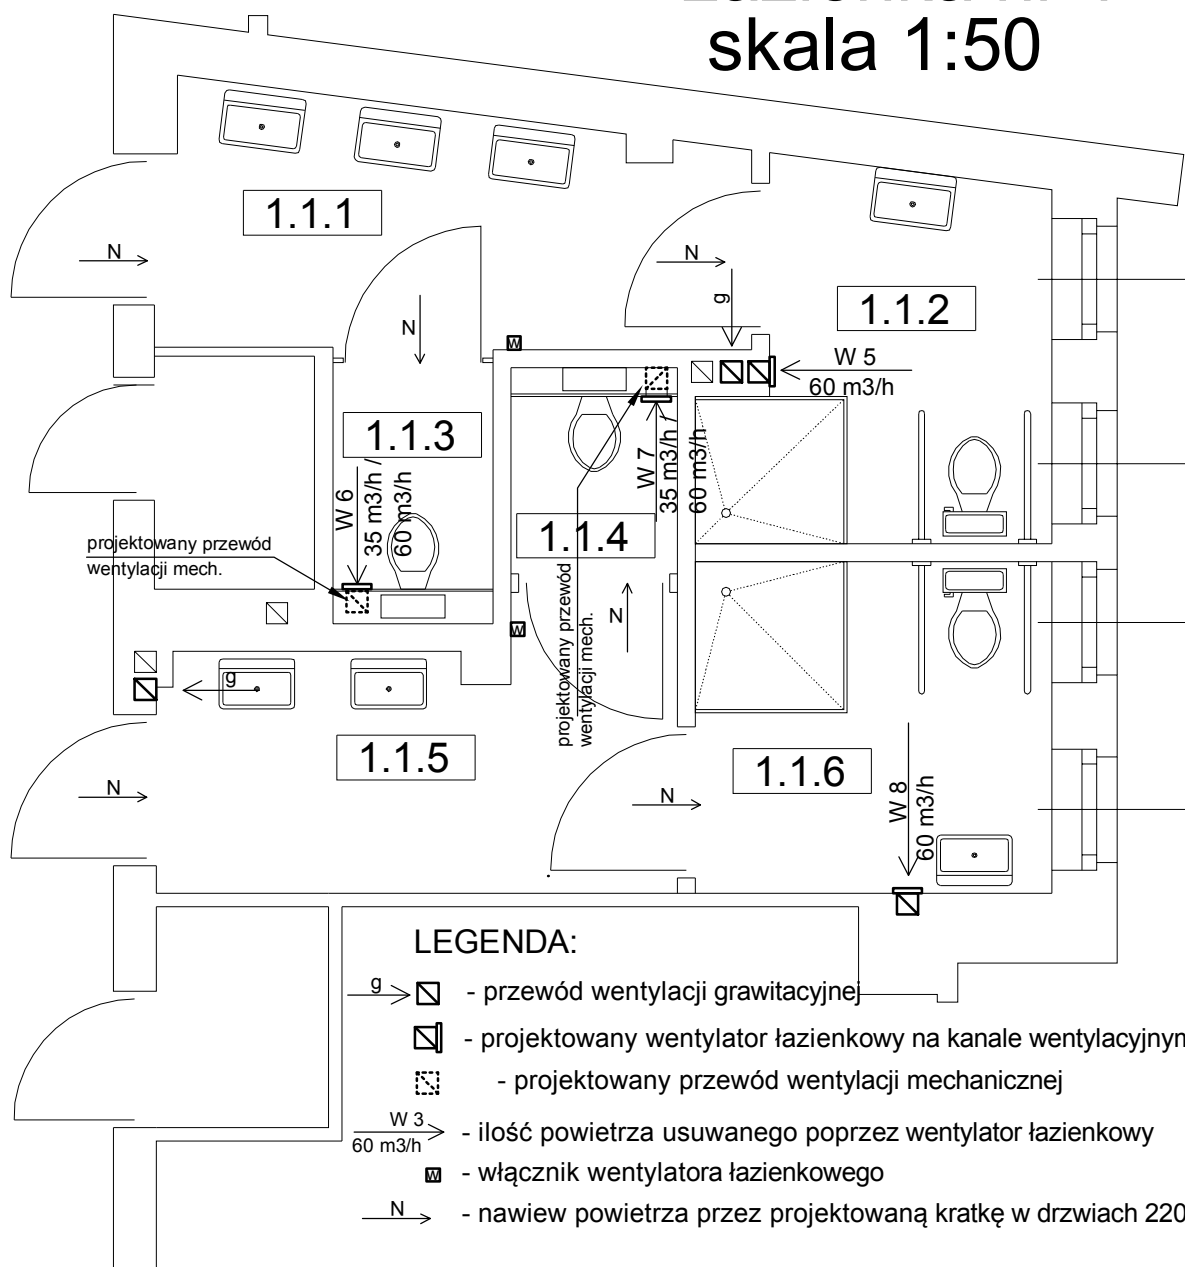 skala 1:50
1.1.1
N
N
g
1.1.2
N
W
W 5
60 m3/h
1.1.3
W 6
35 m3/h /
60 m3/h
W 7
35 m3/h /
60 m3/h
1.1.4
projektowany przewód
wentylacji mech.
N
W
projektowany przewód
wentylacji mech.
g
1.1.5
1.1.6
N
N
W 8
60 m3/h
LEGENDA:
g
- przewód wentylacji grawitacyjnej
- projektowany wentylator łazienkowy na kanale wentylacyjnym
- projektowany przewód wentylacji mechanicznej
W 3
60 m3/h
- ilość powietrza usuwanego poprzez wentylator łazienkowy
W
- włącznik wentylatora łazienkowego
N
- nawiew powietrza przez projektowaną kratkę w drzwiach 220